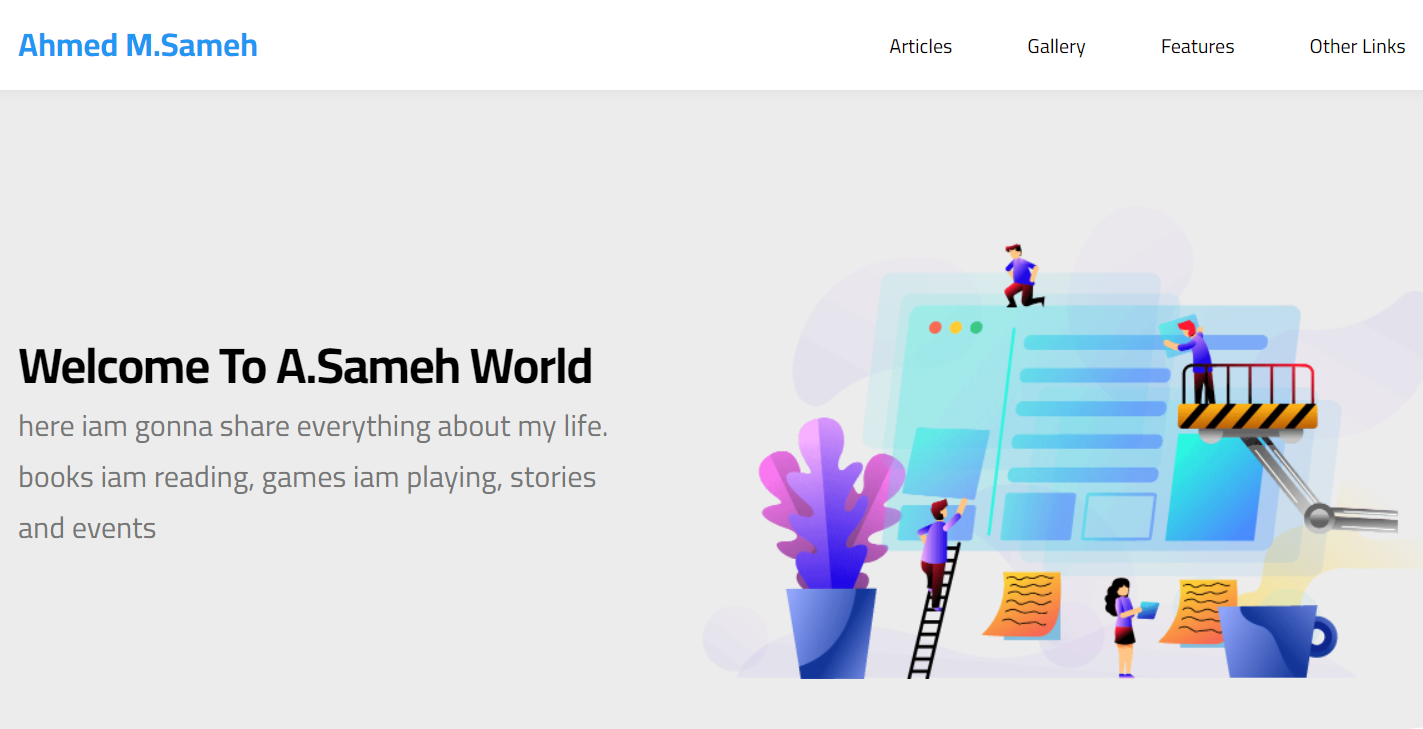 Ahmed M.Sameh
Articles Gallery Features Other Links
Welcome To A.Sameh World
here iam gonna share everything about my life.
books iam reading, games iam playing, stories
and events